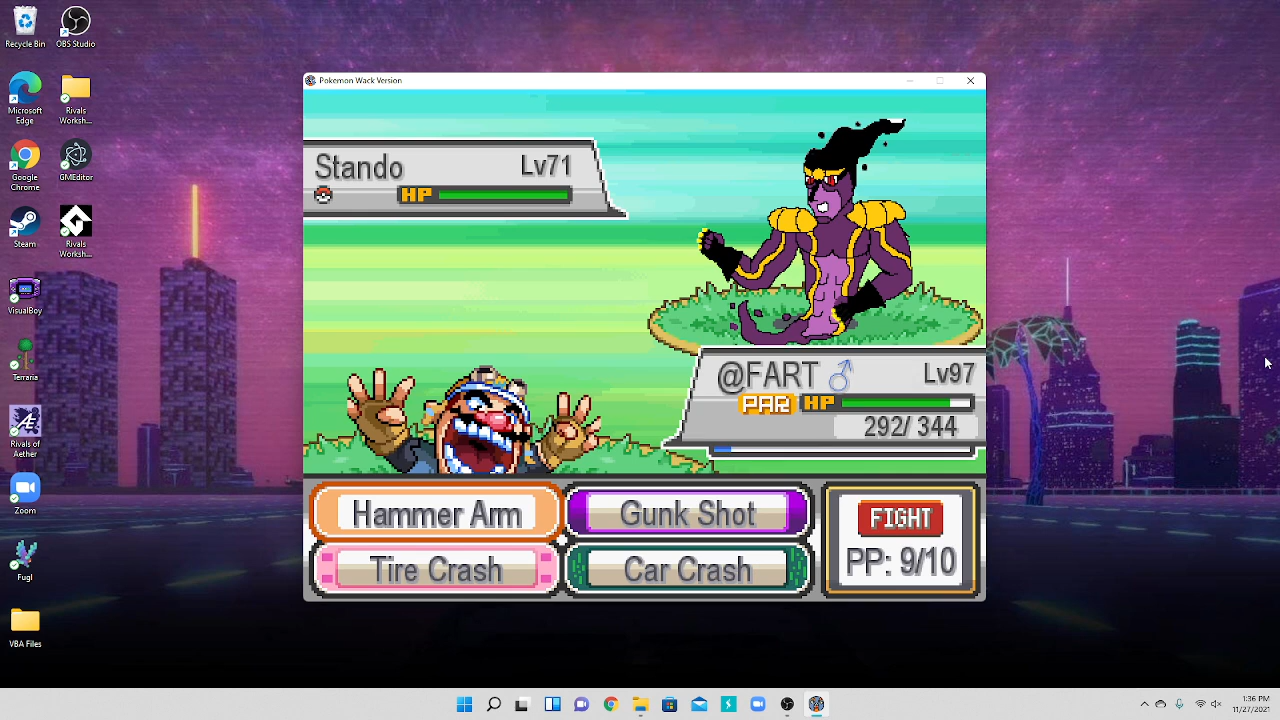 Recycle Bin
OBS Studio
Microsoft
Edge
Rivals
Worksh...
Google
Chrome
GMEditor
Steam
Rivals
Worksh...
VisualBoy
Terraria
Rivals of
Aether
Zoom
Fugl
VBA Files
Pokemon Wack Version
Stando Lv71
HP
@FART ♂ Lv97
PAR HP
292/ 344
Hammer Arm
Gunk Shot
Tire Crash
Car Crash
FIGHT
PP: 9/10
1:36 PM
11/27/2021